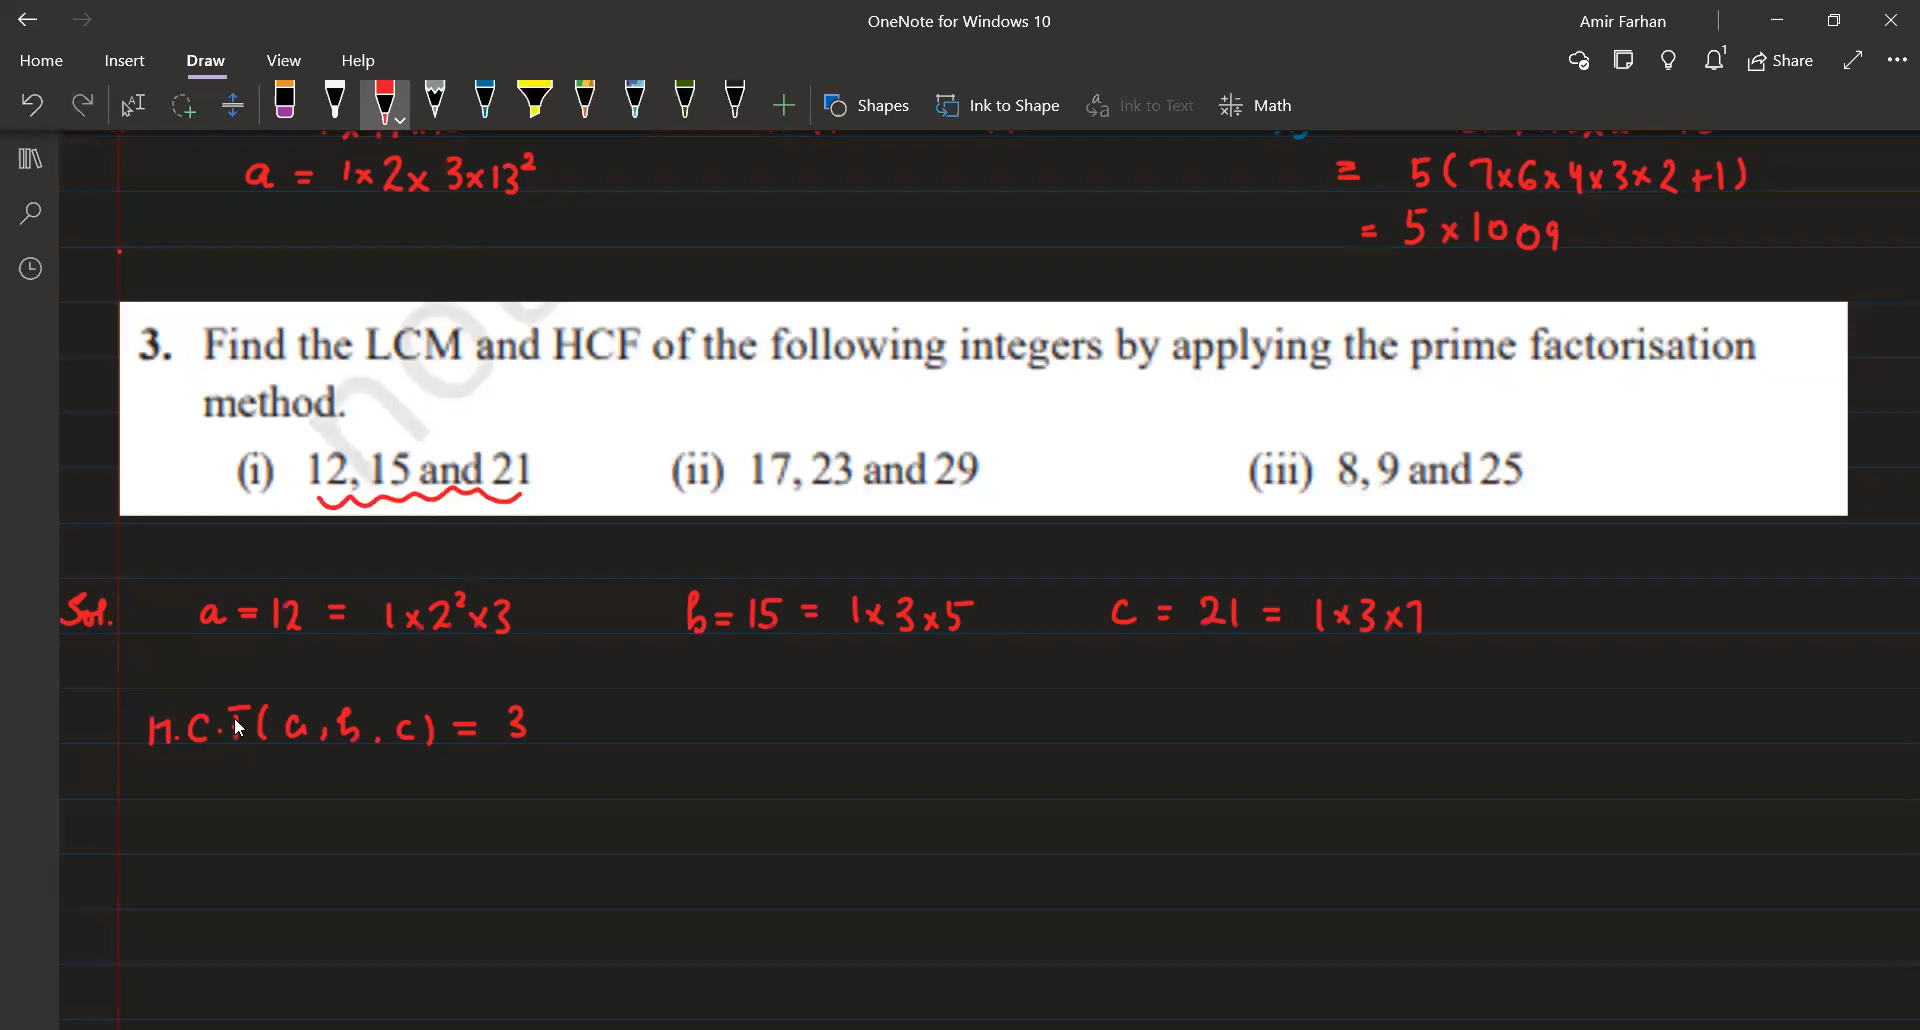 OneNote for Windows 10
Amir Farhan
Home Insert Draw View Help
1 Share
Shapes Ink to Shape Ink to Text Math
a = 1×2× 3×13²
= 5(7×6×4×3×2+1)
= 5×1009
3. Find the LCM and HCF of the following integers by applying the prime factorisation
method.
(i) 12, 15 and 21 (ii) 17, 23 and 29 (iii) 8, 9 and 25
Sol. a = 12 = 1×2²×3 b = 15 = 1×3×5 c = 21 = 1×3×7
H.C.F(a,b.c) = 3